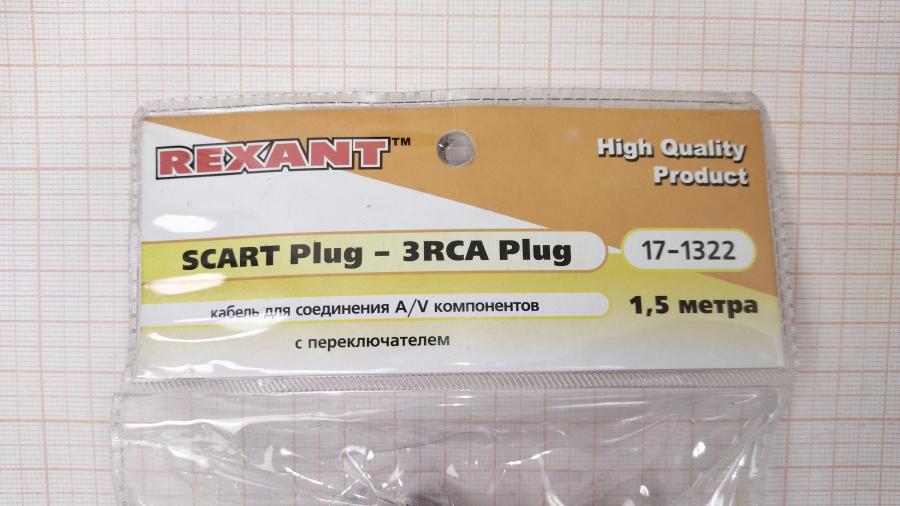 REXANT™
High Quality
Product
SCART Plug – 3RCA Plug
17-1322
кабель для соединения A/V компонентов
1,5 метра
с переключателем